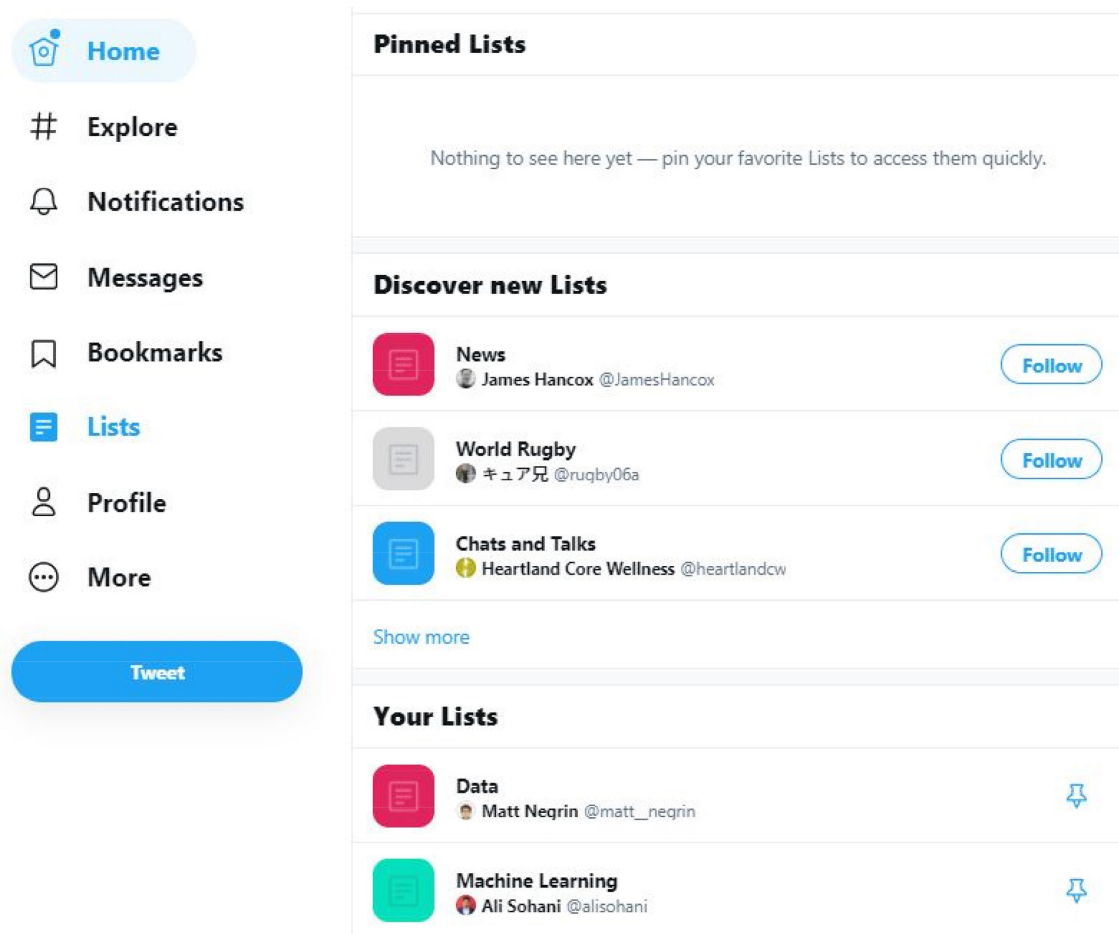 Home
Explore
Notifications
Messages
Bookmarks
Lists
Profile
More
Tweet
Pinned Lists
Nothing to see here yet — pin your favorite Lists to access them quickly.
Discover new Lists
News
James Hancox @JamesHancox
Follow
World Rugby
キュア兄 @rugby06a
Follow
Chats and Talks
Heartland Core Wellness @heartlandcw
Follow
Show more
Your Lists
Data
Matt Negrin @matt_negrin
Machine Learning
Ali Sohani @alisohani